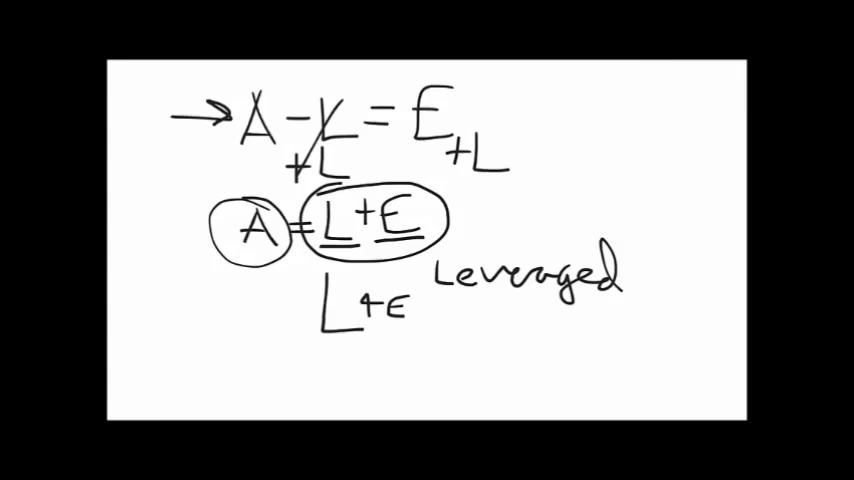 → A - L = E
+L +L
A = L + E
Leveraged
L + E